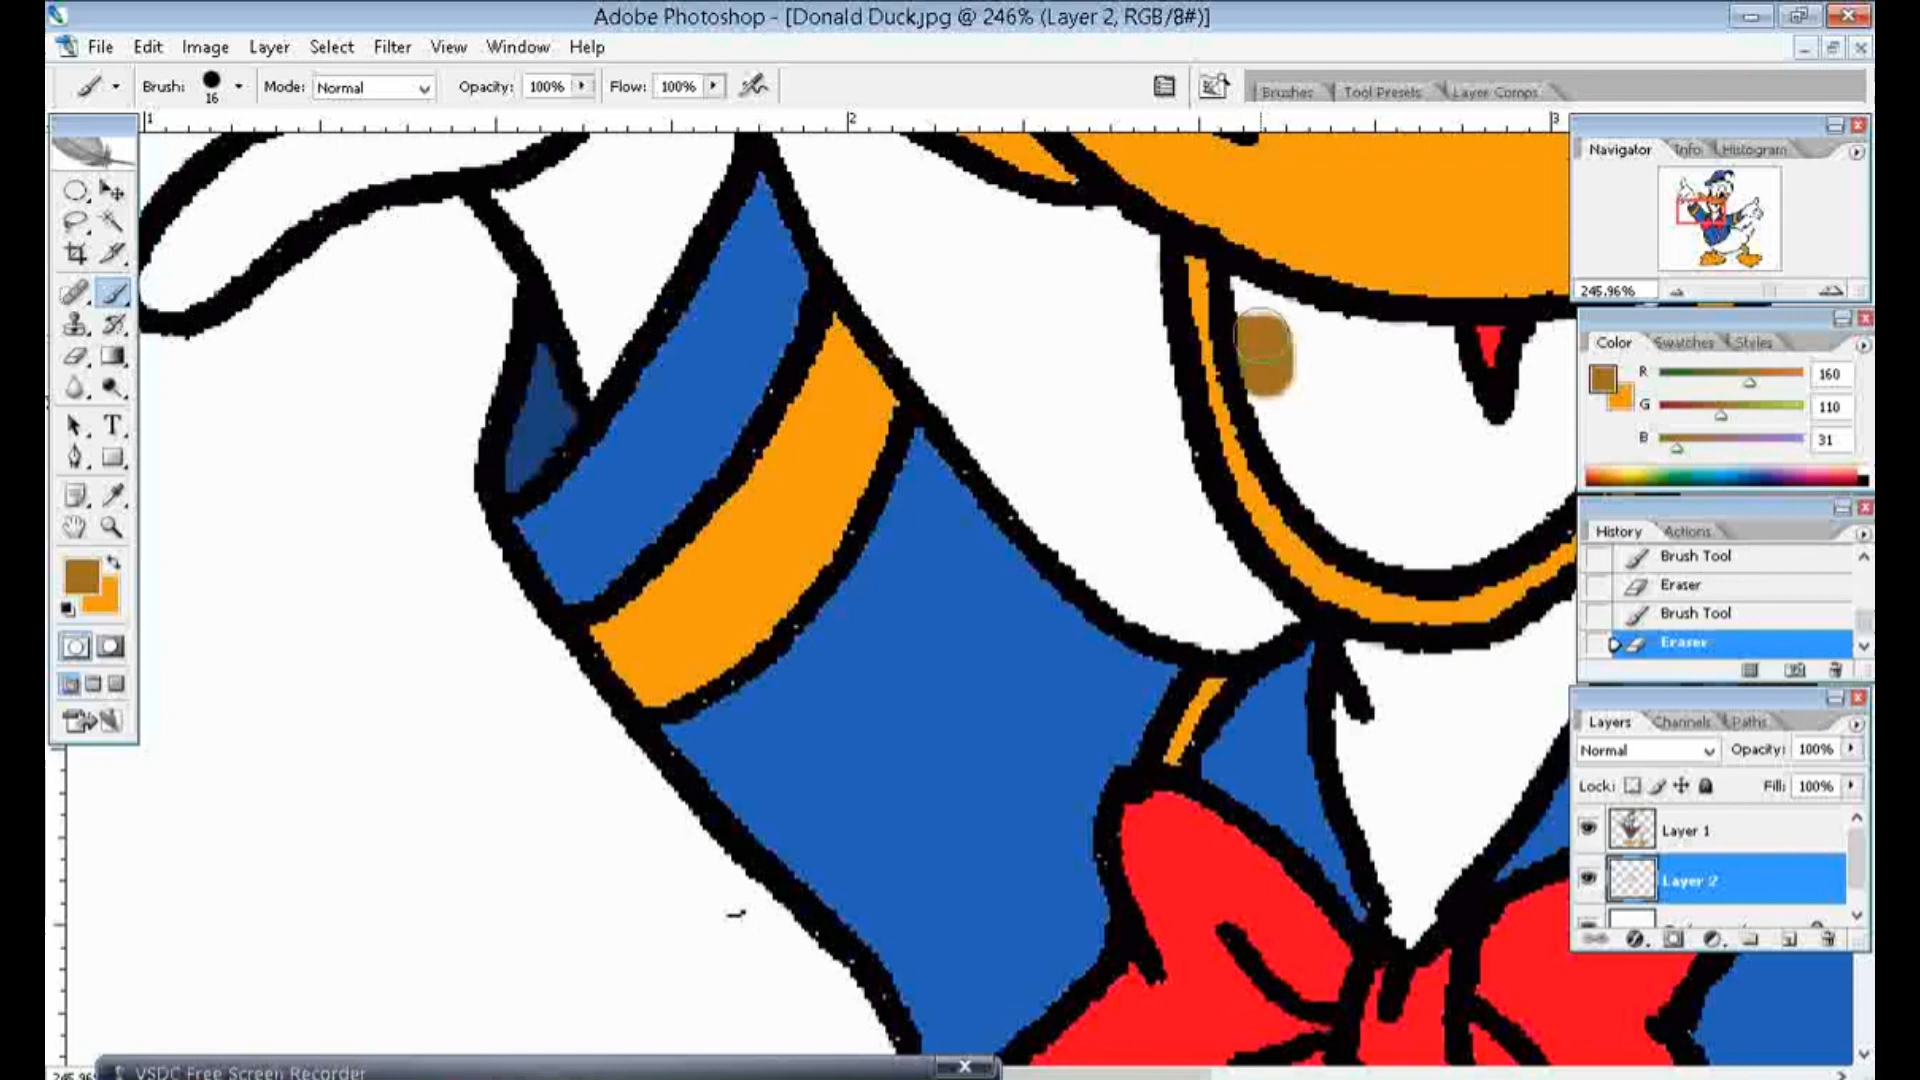 Adobe Photoshop - [Donald Duck.jpg @ 246% (Layer 2, RGB/8#)]
File Edit Image Layer Select Filter View Window Help
Brush: 16 Mode: Normal Opacity: 100% Flow: 100%
Brushes Tool Presets Layer Comps
1 2 3
Navigator Info Histogram
245.96%
Color Swatches Styles
R 160
G 110
B 31
T
History Actions
Brush Tool
Eraser
Brush Tool
Eraser
Layers Channels Paths
Normal Opacity: 100%
Lock: Fill: 100%
Layer 1
Layer 2
VSDC Free Screen Recorder